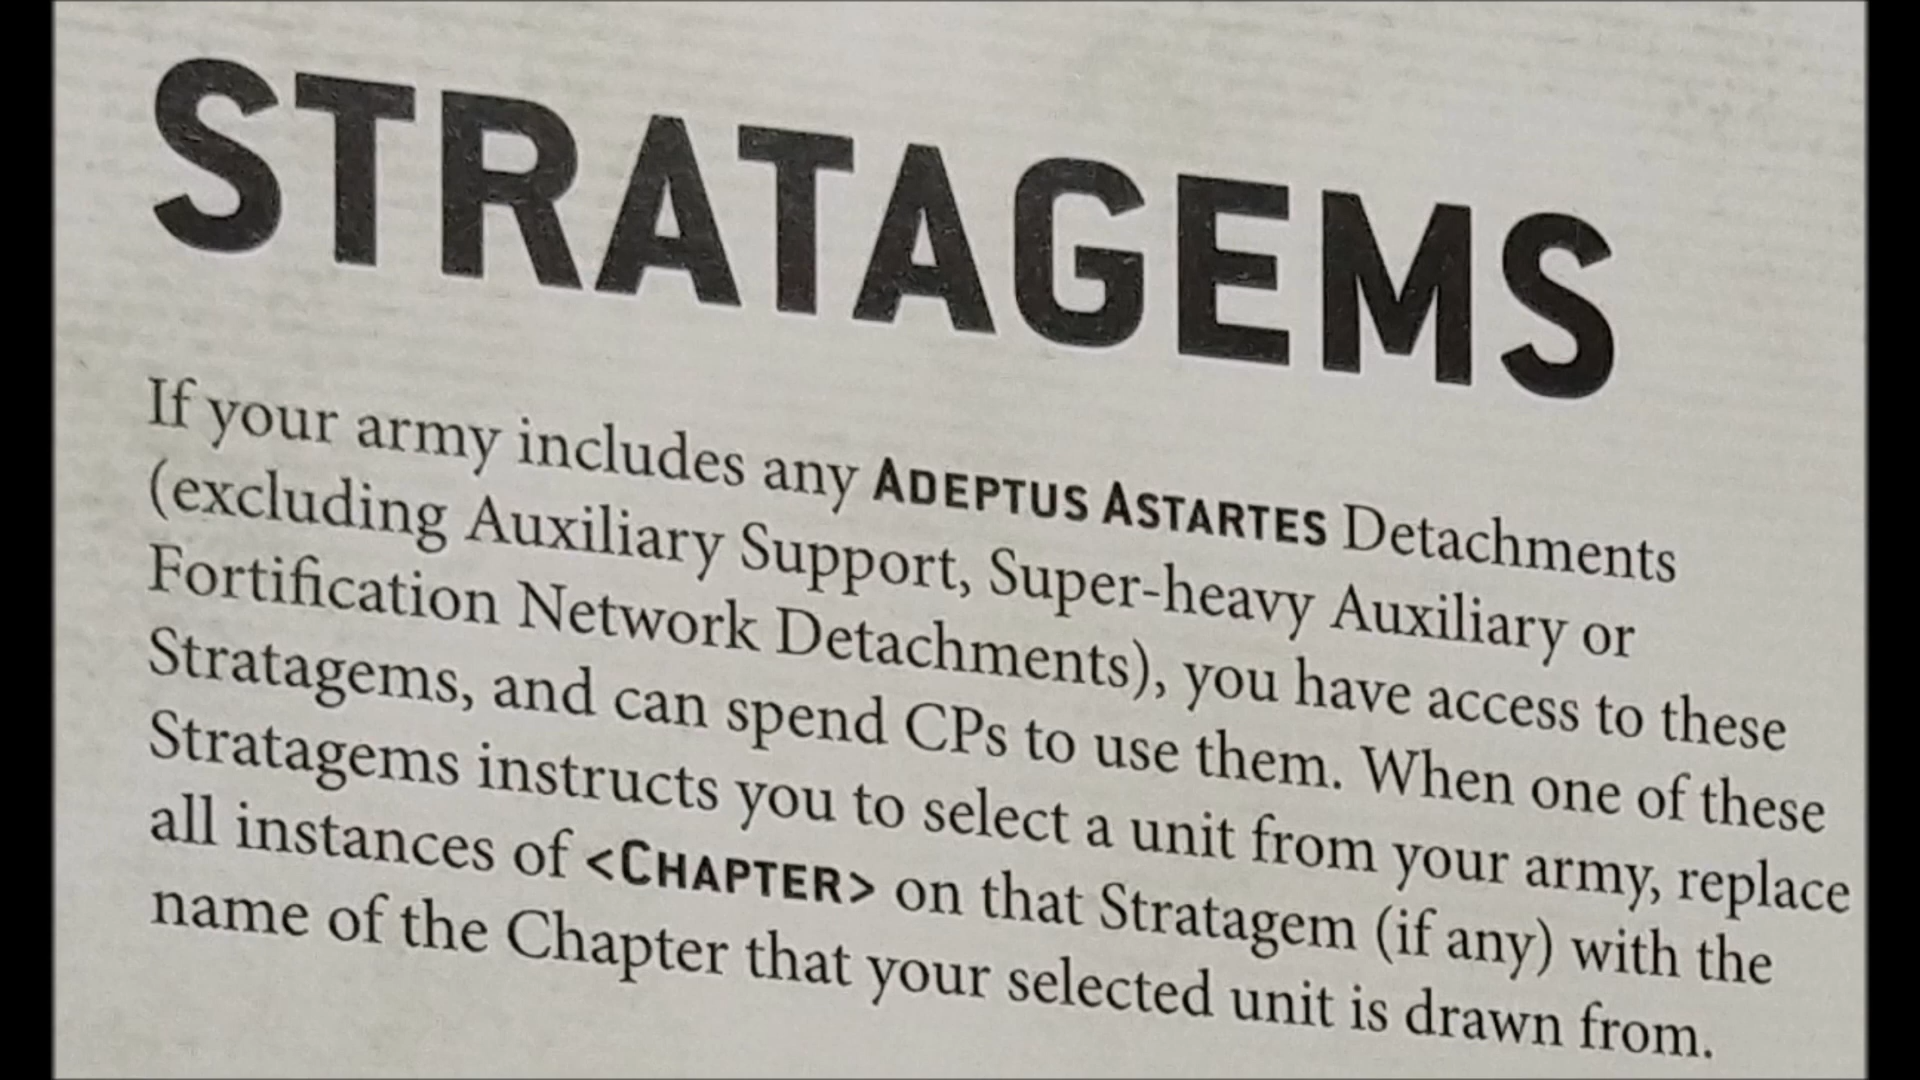 STRATAGEMS
If your army includes any ADEPTUS ASTARTES Detachments
(excluding Auxiliary Support, Super-heavy Auxiliary or
Fortification Network Detachments), you have access to these
Stratagems, and can spend CPs to use them. When one of these
Stratagems instructs you to select a unit from your army, replace
all instances of <CHAPTER> on that Stratagem (if any) with the
name of the Chapter that your selected unit is drawn from.